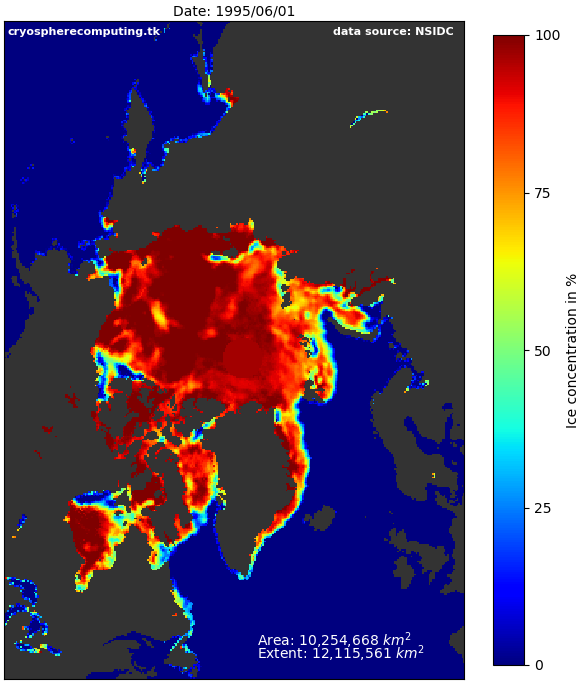 Date: 1995/06/01
cryospherecomputing.tk
data source: NSIDC
100
75
50
25
0
Ice concentration in %
Area: 10,254,668 km²
Extent: 12,115,561 km²